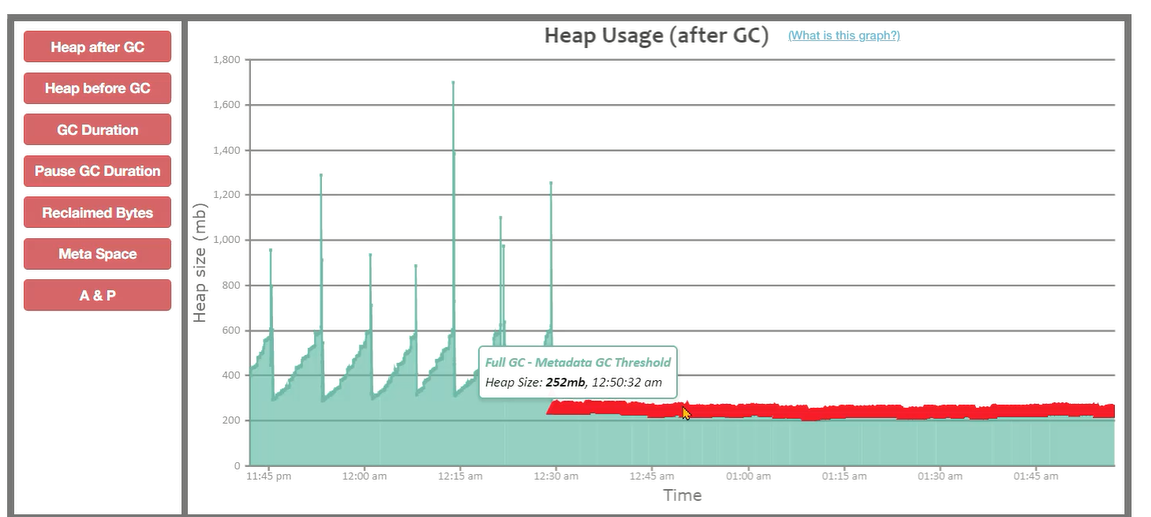 Heap after GC
Heap before GC
GC Duration
Pause GC Duration
Reclaimed Bytes
Meta Space
A & P
Heap Usage (after GC) (What is this graph?)
Heap size (mb)
1,800
1,600
1,400
1,200
1,000
800
600
400
200
0
Full GC - Metadata GC Threshold
Heap Size: 252mb, 12:50:32 am
11:45 pm 12:00 am 12:15 am 12:30 am 12:45 am 01:00 am 01:15 am 01:30 am 01:45 am
Time